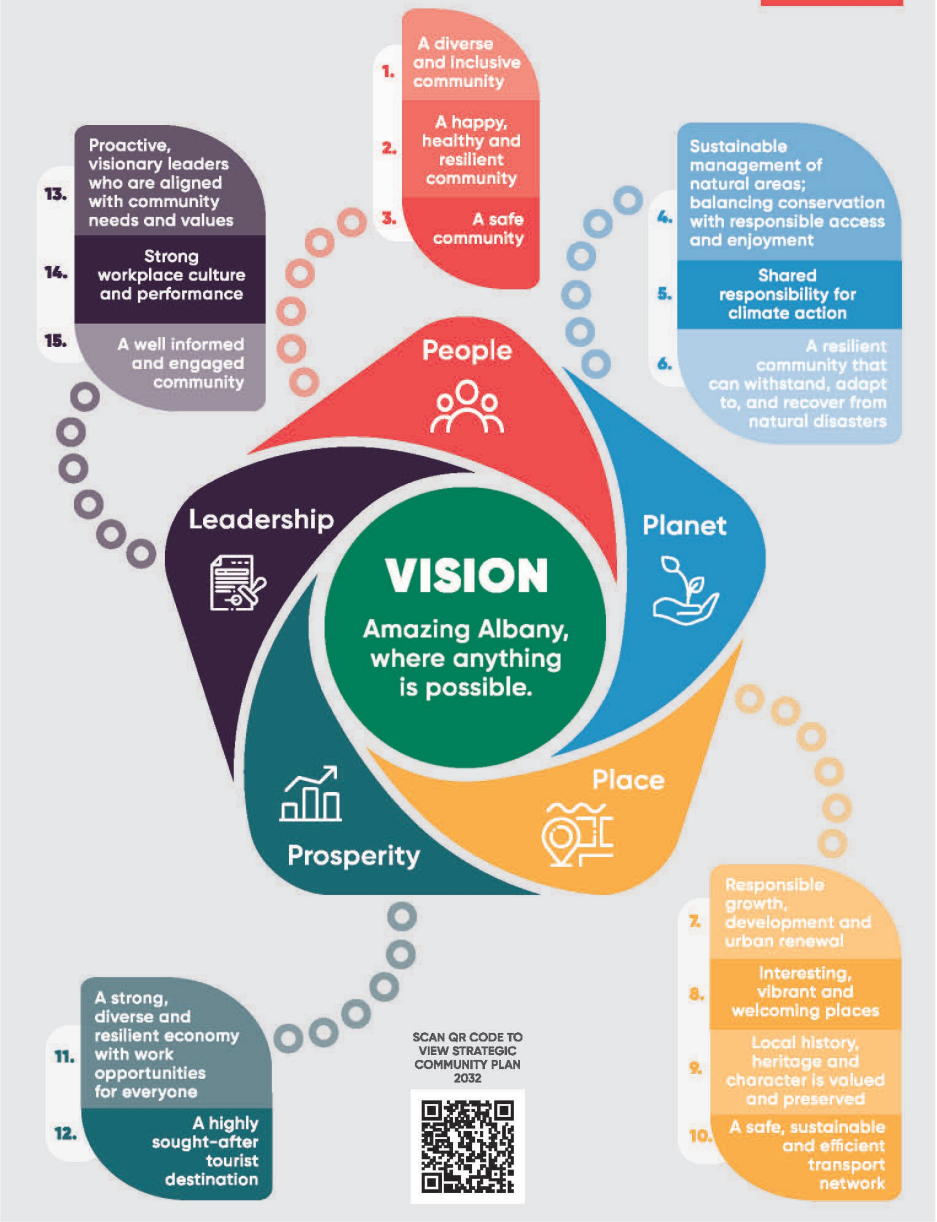 1.
A diverse
and inclusive
community
2.
A happy,
healthy and
resilient
community
3.
A safe
community
Sustainable
management of
natural areas;
balancing conservation
with responsible access
and enjoyment
4.
Shared
responsibility for
climate action
5.
A resilient
community that
can withstand, adapt
to, and recover from
natural disasters
6.
Proactive,
visionary leaders
who are aligned
with community
needs and values
13.
Strong
workplace culture
and performance
14.
A well informed
and engaged
community
15.
People
Leadership
Planet
VISION
Amazing Albany,
where anything
is possible.
Place
Prosperity
Responsible
growth,
development and
urban renewal
7.
Interesting,
vibrant and
welcoming places
8.
Local history,
heritage and
character is valued
and preserved
9.
A safe, sustainable
and efficient
transport
network
10.
A strong,
diverse and
resilient economy
with work
opportunities
for everyone
11.
A highly
sought-after
tourist
destination
12.
SCAN QR CODE TO
VIEW STRATEGIC
COMMUNITY PLAN
2032